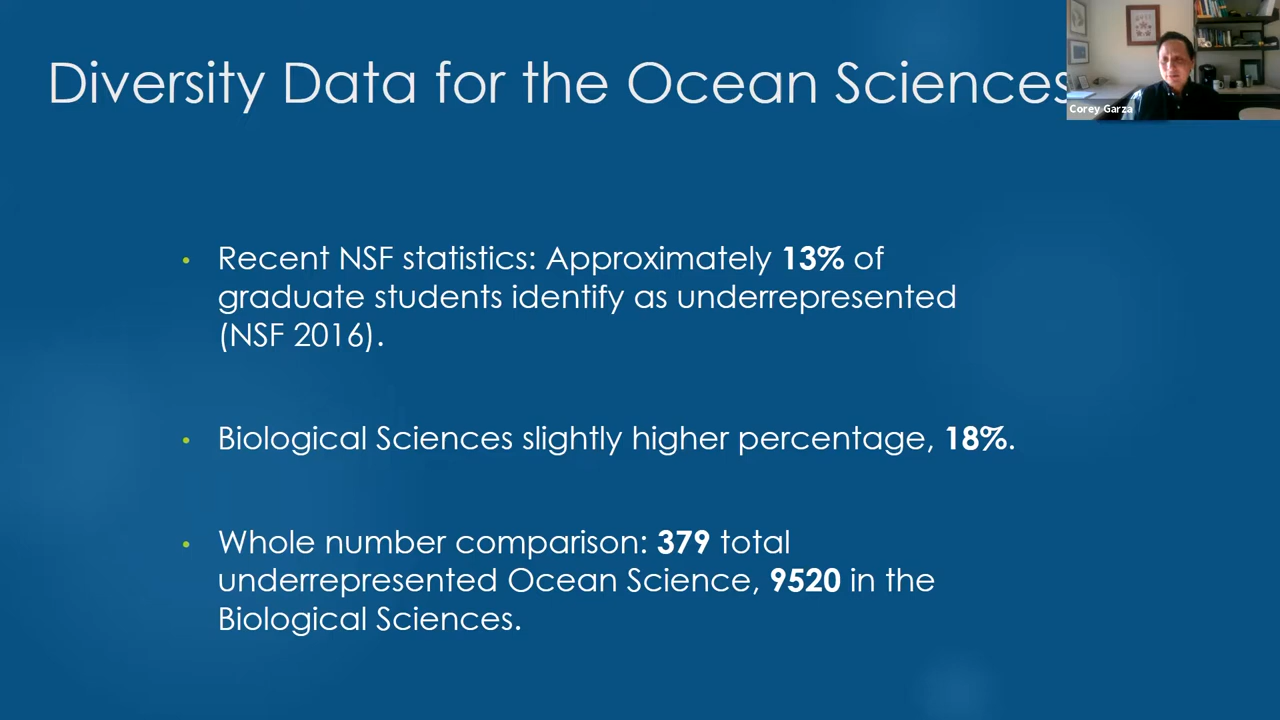 Diversity Data for the Ocean Sciences
Corey Garza
• Recent NSF statistics: Approximately 13% of
graduate students identify as underrepresented
(NSF 2016).
• Biological Sciences slightly higher percentage, 18%.
• Whole number comparison: 379 total
underrepresented Ocean Science, 9520 in the
Biological Sciences.